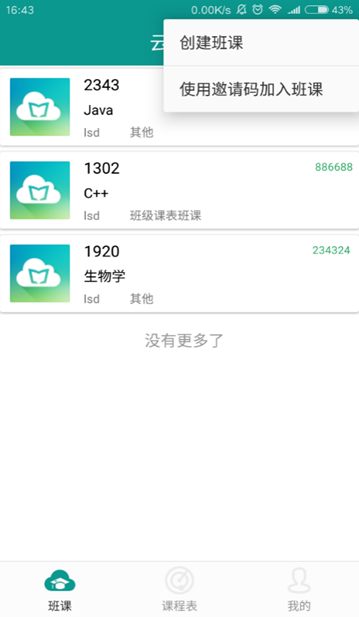 16:43
0.00K/s
43%
云
创建班课
使用邀请码加入班课
2343
Java
lsd 其他
1302
886688
C++
lsd 班级课表班课
1920
234324
生物学
lsd 其他
没有更多了
班课
课程表
我的